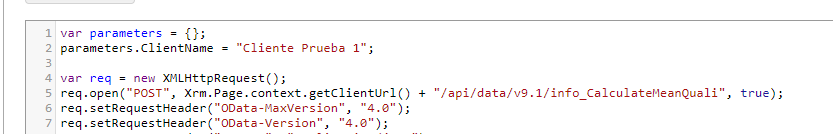 1 var parameters = {};
2 parameters.ClientName = "Cliente Prueba 1";
3
4 var req = new XMLHttpRequest();
5 req.open("POST", Xrm.Page.context.getClientUrl() + "/api/data/v9.1/info_CalculateMeanQuali", true);
6 req.setRequestHeader("OData-MaxVersion", "4.0");
7 req.setRequestHeader("OData-Version", "4.0");